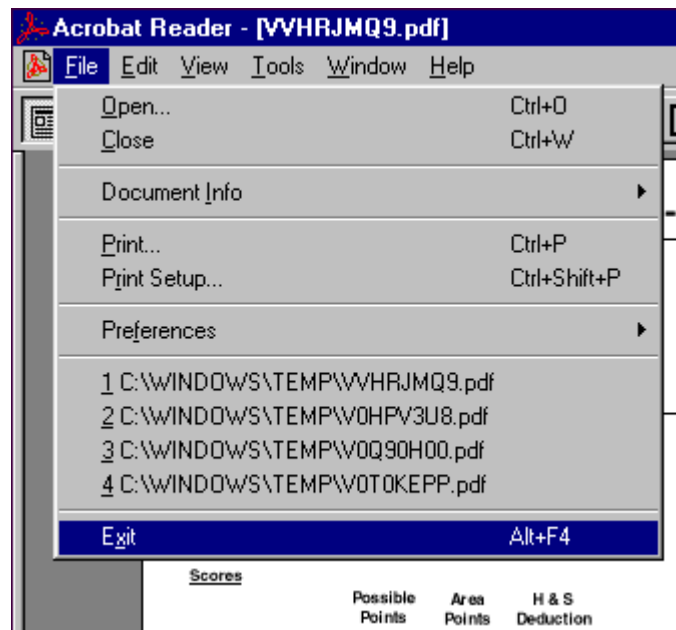 Acrobat Reader - [VVHRJMQ9.pdf]
File Edit View Tools Window Help
Open... Ctrl+O
Close Ctrl+W
Document Info
Print... Ctrl+P
Print Setup... Ctrl+Shift+P
Preferences
1 C:\WINDOWS\TEMP\VVHRJMQ9.pdf
2 C:\WINDOWS\TEMP\V0HPV3U8.pdf
3 C:\WINDOWS\TEMP\V0Q90H00.pdf
4 C:\WINDOWS\TEMP\V0T0KEPP.pdf
Exit Alt+F4
Scores
Possible Area H & S
Points Points Deduction